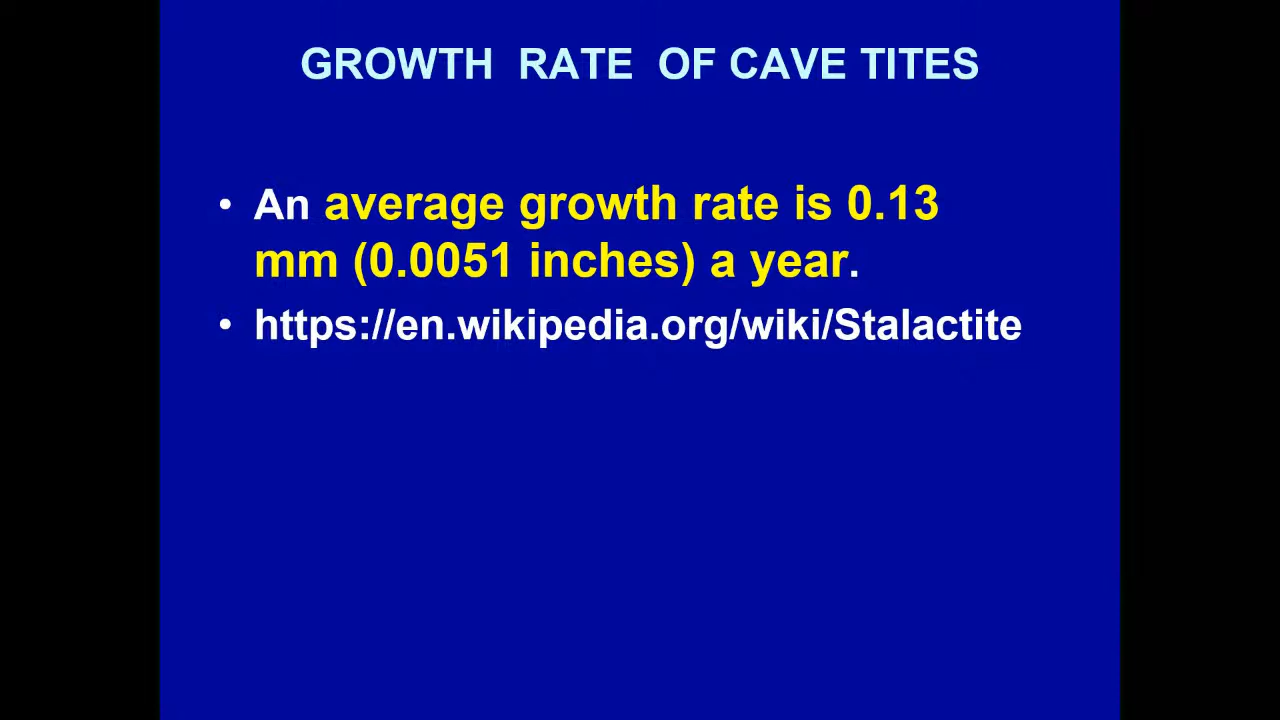 GROWTH RATE OF CAVE TITES
• An average growth rate is 0.13
mm (0.0051 inches) a year.
• https://en.wikipedia.org/wiki/Stalactite